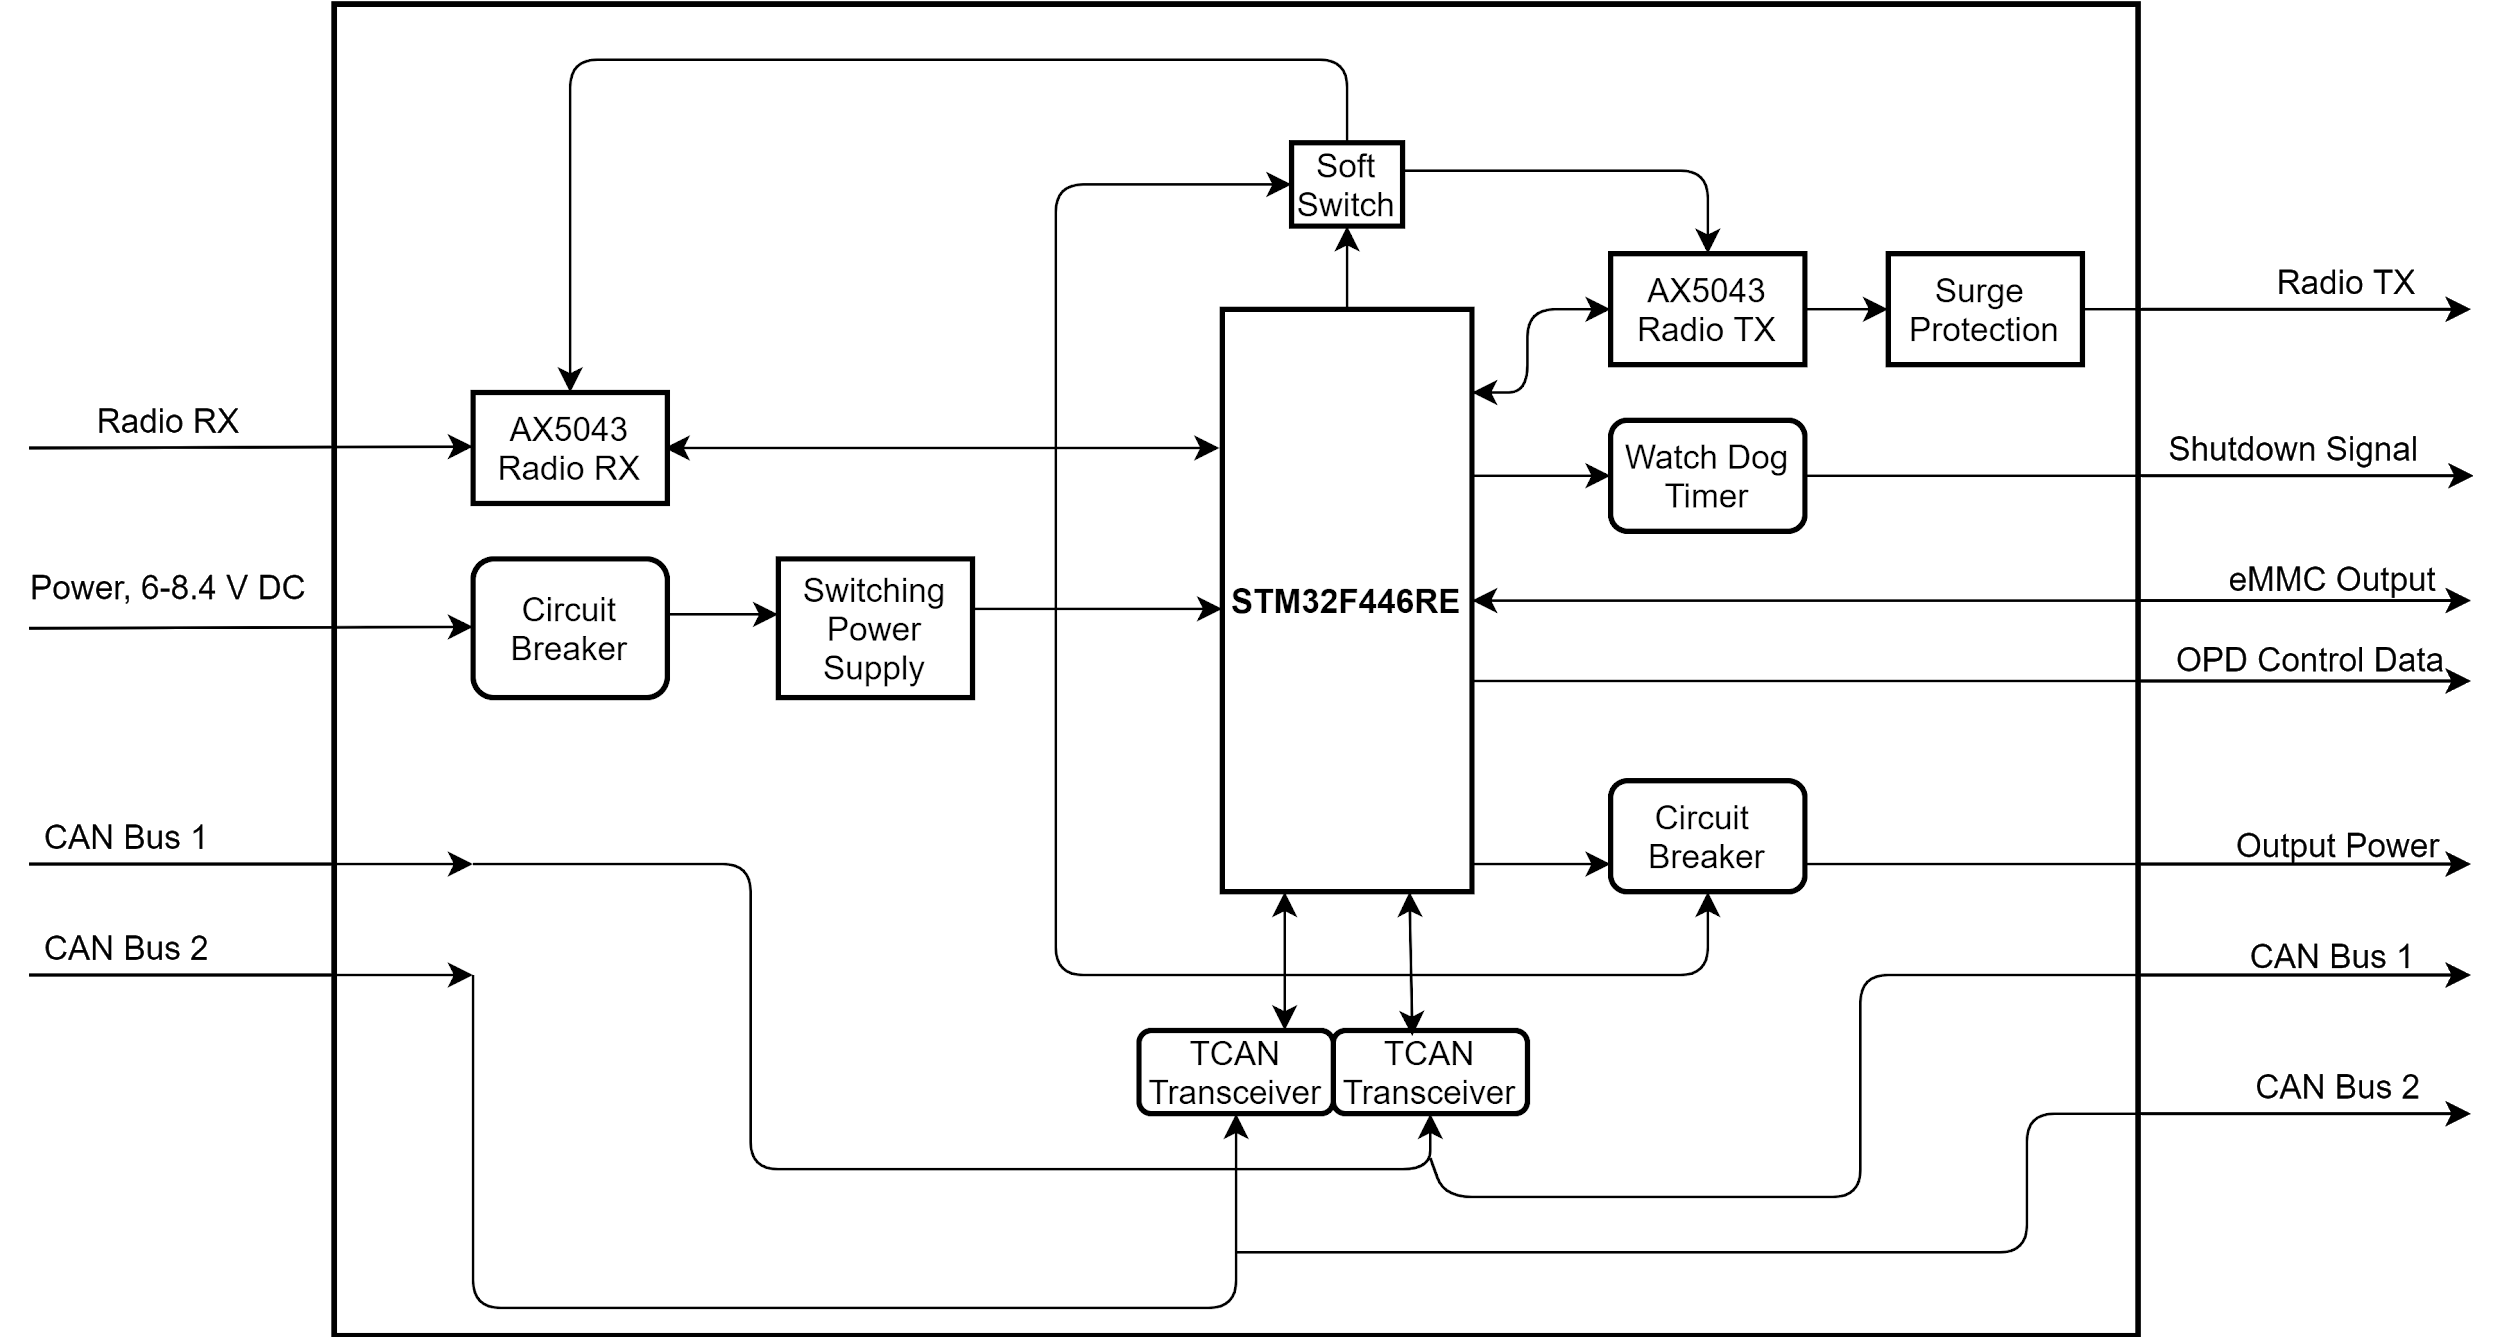 Soft
Switch
AX5043
Radio TX
Surge
Protection
Radio TX
Radio RX
AX5043
Radio RX
Watch Dog
Timer
Shutdown Signal
Power, 6-8.4 V DC
Circuit
Breaker
Switching
Power
Supply
STM32F446RE
eMMC Output
OPD Control Data
CAN Bus 1
Circuit
Breaker
Output Power
CAN Bus 2
CAN Bus 1
TCAN
Transceiver
TCAN
Transceiver
CAN Bus 2